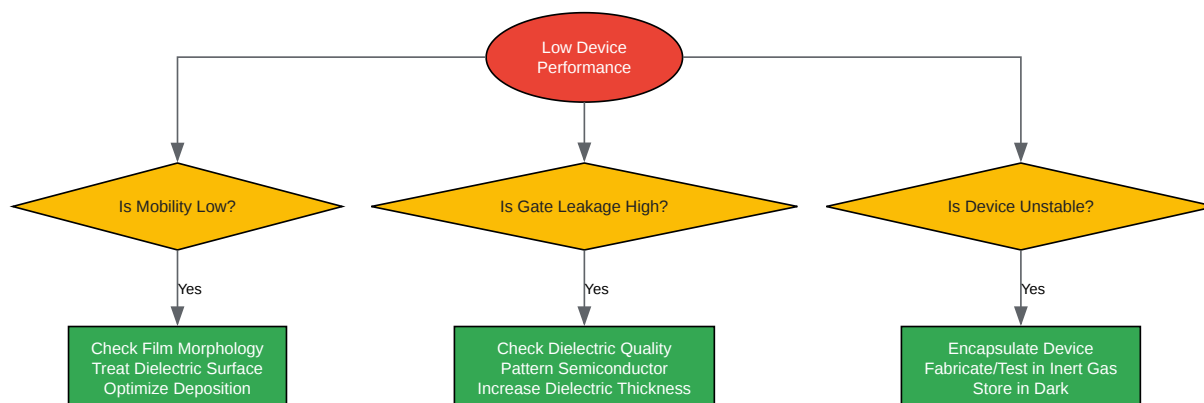 Low Device
Performance
Is Mobility Low?
Is Gate Leakage High?
Is Device Unstable?
Yes
Yes
Yes
Check Film Morphology
Treat Dielectric Surface
Optimize Deposition
Check Dielectric Quality
Pattern Semiconductor
Increase Dielectric Thickness
Encapsulate Device
Fabricate/Test in Inert Gas
Store in Dark